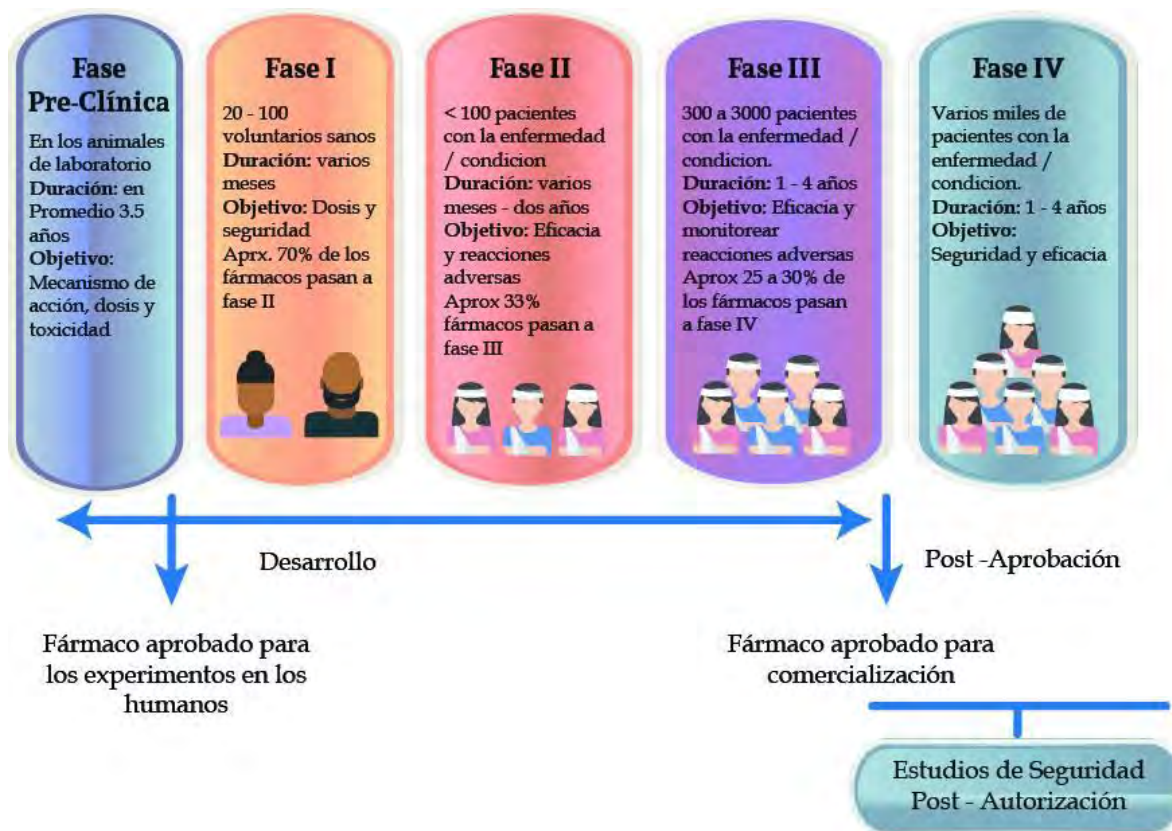 Fase
Pre-Clínica
En los animales
de laboratorio
Duración: en
Promedio 3.5
años
Objetivo:
Mecanismo de
acción, dosis y
toxicidad
Fase I
20 - 100
voluntarios sanos
Duración: varios
meses
Objetivo: Dosis y
seguridad
Aprx. 70% de los
fármacos pasan a
fase II
Fase II
< 100 pacientes
con la enfermedad
/ condicion
Duración: varios
meses - dos años
Objetivo: Eficacia
y reacciones
adversas
Aprox 33%
fármacos pasan a
fase III
Fase III
300 a 3000 pacientes
con la enfermedad /
condicion.
Duración: 1 - 4 años
Objetivo: Eficacia y
monitorear
reacciones adversas
Aprox 25 a 30% de
los fármacos pasan
a fase IV
Fase IV
Varios miles de
pacientes con la
enfermedad /
condicion.
Duración: 1 - 4 años
Objetivo:
Seguridad y eficacia
Desarrollo
Post -Aprobación
Fármaco aprobado para
los experimentos en los
humanos
Fármaco aprobado para
comercialización
Estudios de Seguridad
Post - Autorización